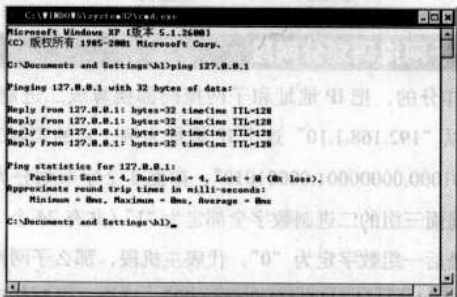 C:\WINDOWS\system32\cmd.exe
Microsoft Windows XP [版本 5.1.2600]
(C) 版权所有 1985-2001 Microsoft Corp.
C:\Documents and Settings\hl>ping 127.0.0.1
Pinging 127.0.0.1 with 32 bytes of data:
Reply from 127.0.0.1: bytes=32 time<1ms TTL=128
Reply from 127.0.0.1: bytes=32 time<1ms TTL=128
Reply from 127.0.0.1: bytes=32 time<1ms TTL=128
Reply from 127.0.0.1: bytes=32 time<1ms TTL=128
Ping statistics for 127.0.0.1:
Packets: Sent = 4, Received = 4, Lost = 0 (0% loss),
Approximate round trip times in milli-seconds:
Minimum = 0ms, Maximum = 0ms, Average = 0ms
C:\Documents and Settings\hl>_